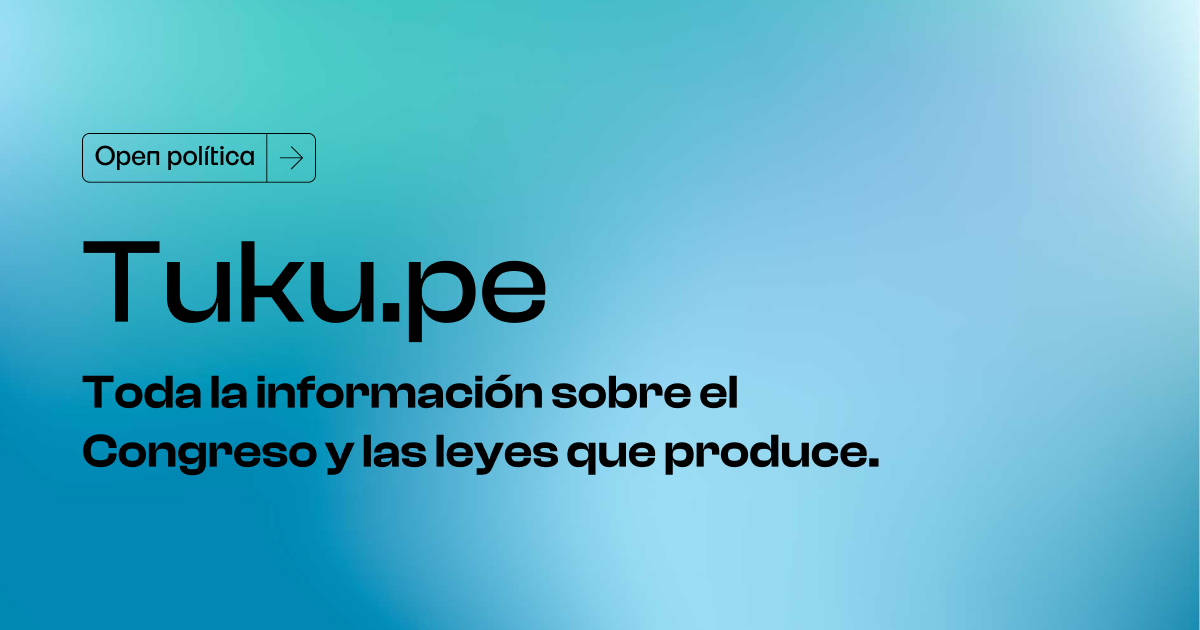 Open política
Tuku.pe
Toda la información sobre el
Congreso y las leyes que produce.